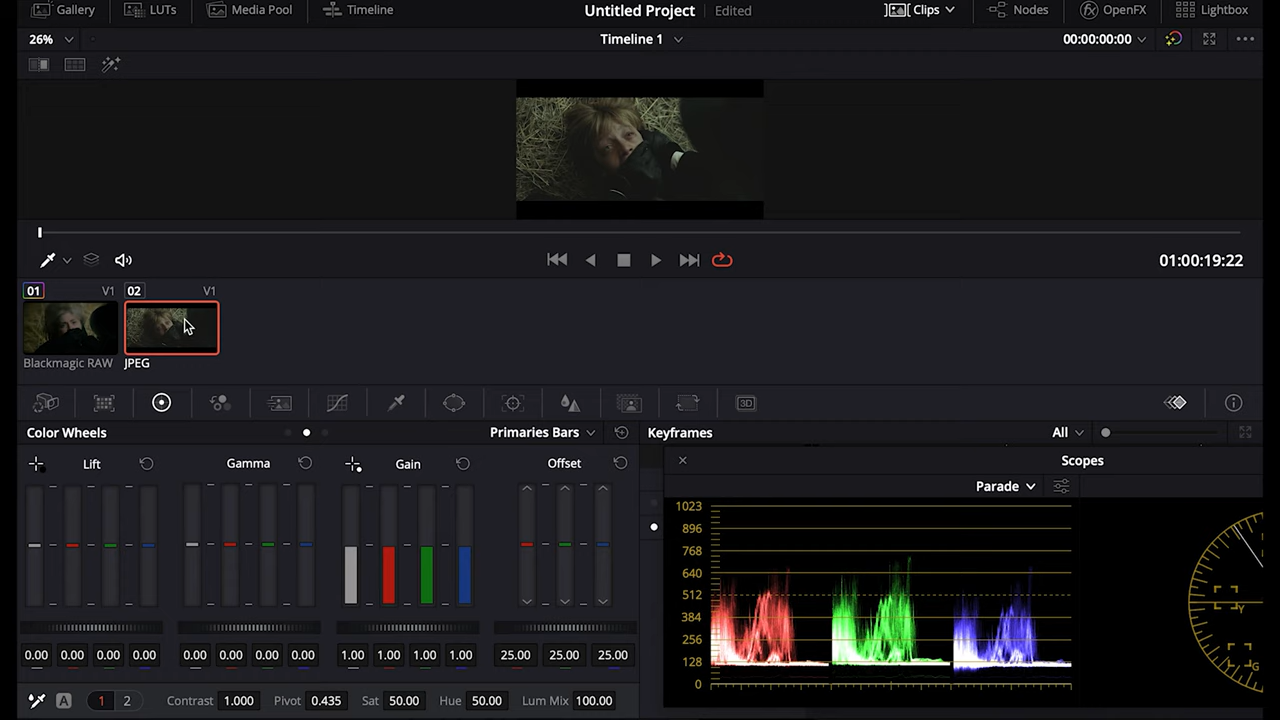 Gallery LUTs Media Pool Timeline Untitled Project Edited Clips Nodes OpenFX Lightbox
26% Timeline 1 00:00:00:00
01:00:19:22
01 V1 02 V1
Blackmagic RAW JPEG
3D
Color Wheels Primaries Bars Keyframes All
Lift Gamma Gain Offset Scopes
Parade
1023
896
768
640
512
384
256
128
0
Y
G
0.00 0.00 0.00 0.00 0.00 0.00 0.00 0.00 1.00 1.00 1.00 1.00 25.00 25.00 25.00
A 1 2 Contrast 1.000 Pivot 0.435 Sat 50.00 Hue 50.00 Lum Mix 100.00